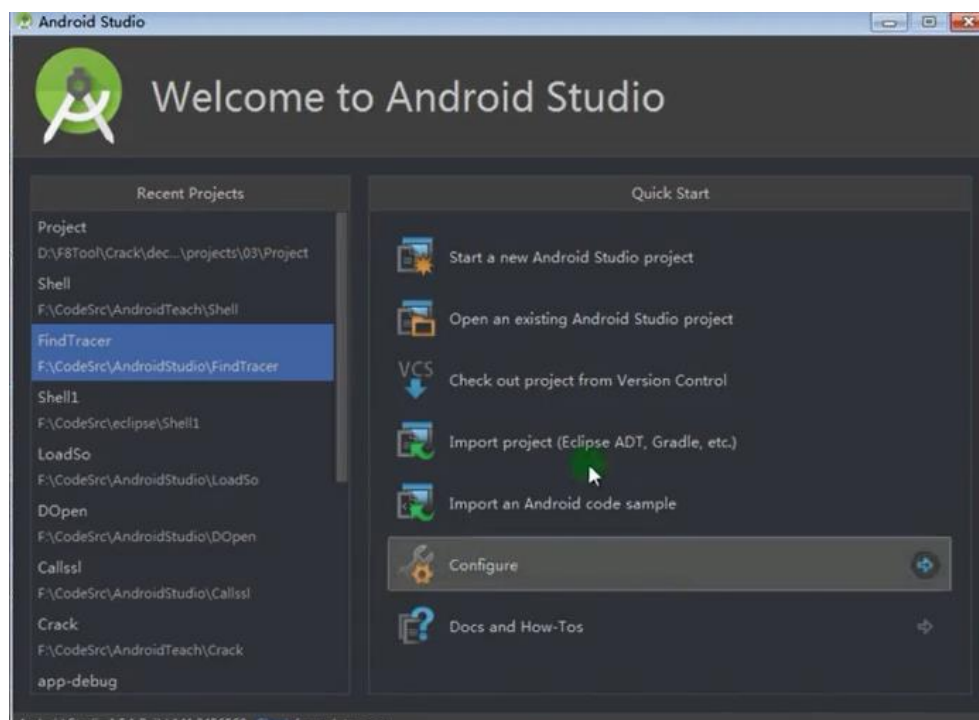 Android Studio
Welcome to Android Studio
Recent Projects
Project
D:\F8Tool\Crack\dec...\projects\03\Project
Shell
F:\CodeSrc\AndroidTeach\Shell
FindTracer
F:\CodeSrc\AndroidStudio\FindTracer
Shell1
F:\CodeSrc\eclipse\Shell1
LoadSo
F:\CodeSrc\AndroidStudio\LoadSo
DOpen
F:\CodeSrc\AndroidStudio\DOpen
Callssl
F:\CodeSrc\AndroidStudio\Callssl
Crack
F:\CodeSrc\AndroidTeach\Crack
app-debug
Quick Start
Start a new Android Studio project
Open an existing Android Studio project
VCS
Check out project from Version Control
Import project (Eclipse ADT, Gradle, etc.)
Import an Android code sample
Configure
Docs and How-Tos